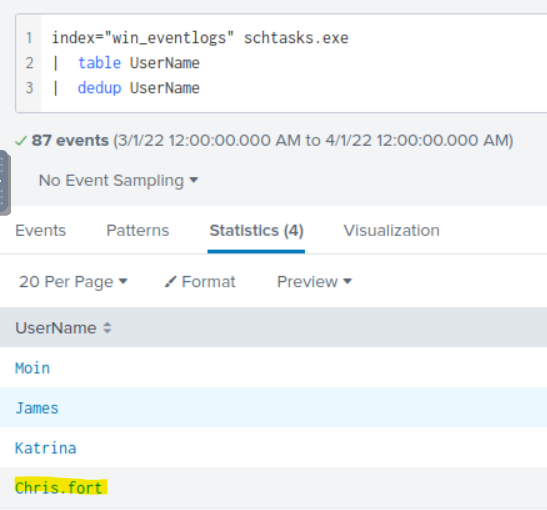 1 index="win_eventlogs" schtasks.exe
2 | table UserName
3 | dedup UserName
✓ 87 events (3/1/22 12:00:00.000 AM to 4/1/22 12:00:00.000 AM)
No Event Sampling ▾
Events Patterns Statistics (4) Visualization
20 Per Page ▾ Format Preview ▾
UserName
Moin
James
Katrina
Chris.fort